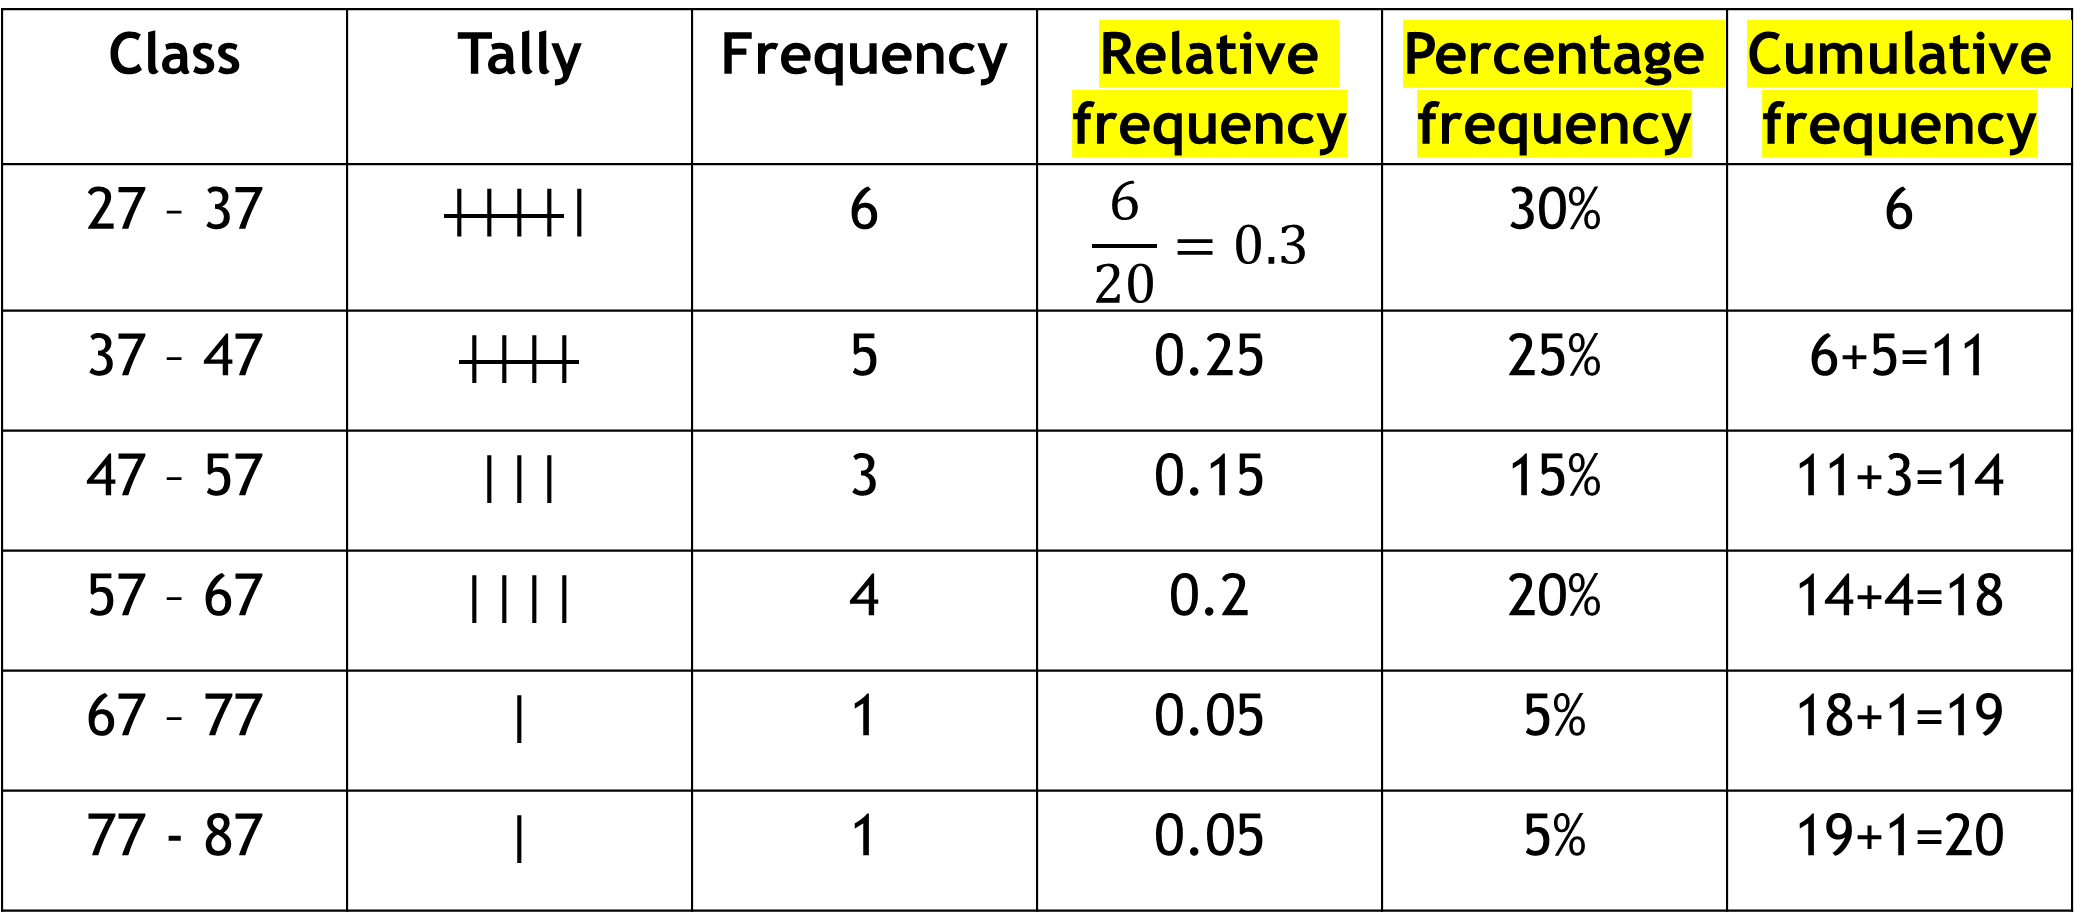 Class Tally Frequency Relative frequency Percentage frequency Cumulative frequency
27 – 37 6 6/20 = 0.3 30% 6
37 – 47 5 0.25 25% 6+5=11
47 – 57 ||| 3 0.15 15% 11+3=14
57 – 67 |||| 4 0.2 20% 14+4=18
67 – 77 | 1 0.05 5% 18+1=19
77 - 87 | 1 0.05 5% 19+1=20